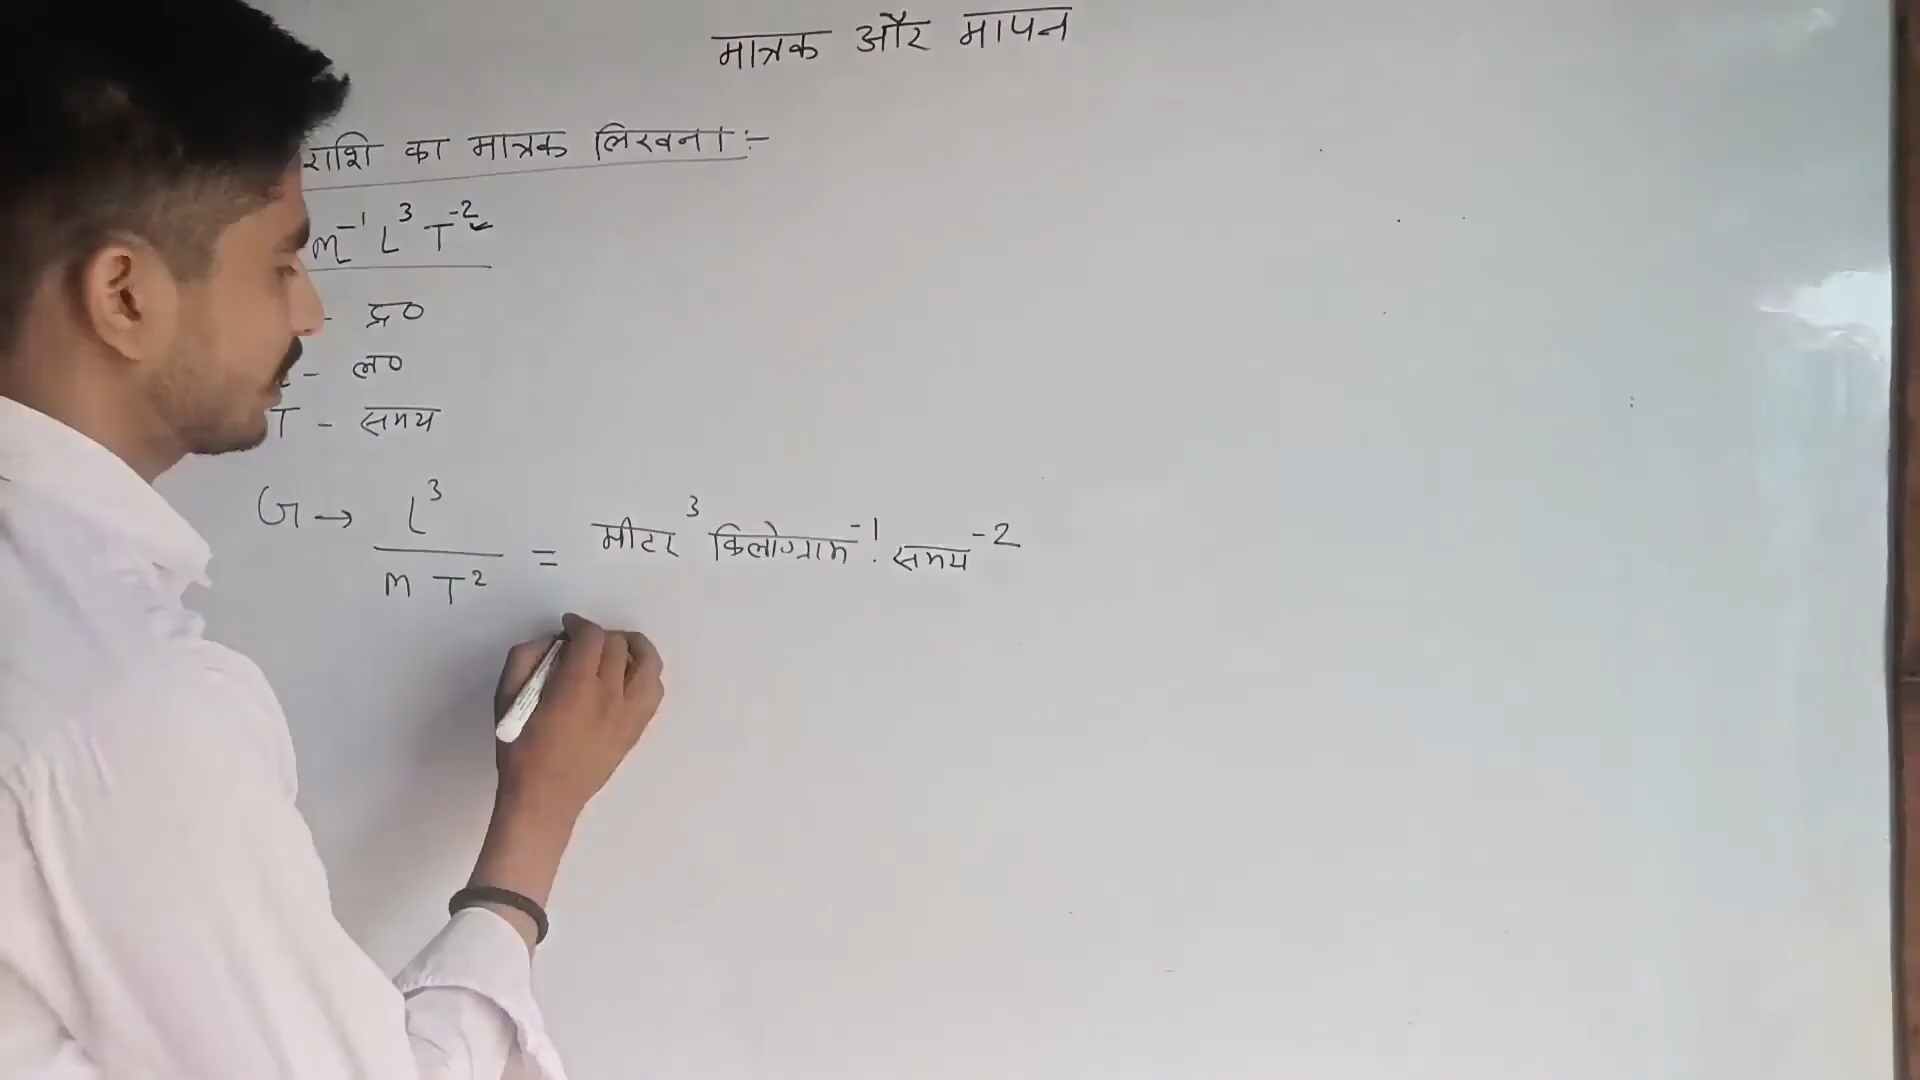 मात्रक और मापन
राशि का मात्रक लिखना :-
M⁻¹ L³ T⁻²
- द्र०
- ल०
T - समय
G → L³ / M T² = मीटर³ किलोग्राम⁻¹. समय⁻²